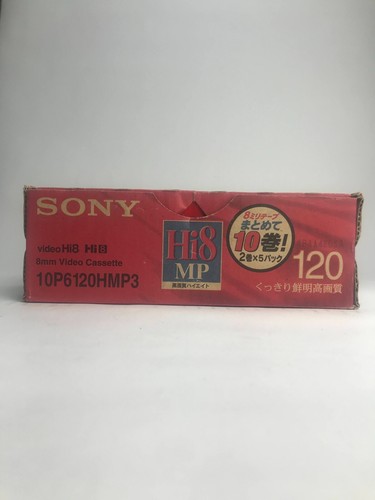 SONY
video Hi8 Hi8
8mm Video Cassette
10P6120HMP3
Hi8
MP
高画質ハイエイト
8ミリテープ
まとめて
10巻!
2巻×5パック
120
くっきり鮮明高画質